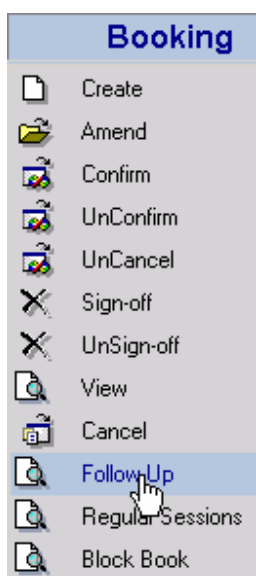 Booking
Create
Amend
Confirm
UnConfirm
UnCancel
Sign-off
UnSign-off
View
Cancel
Follow Up
Regular Sessions
Block Book